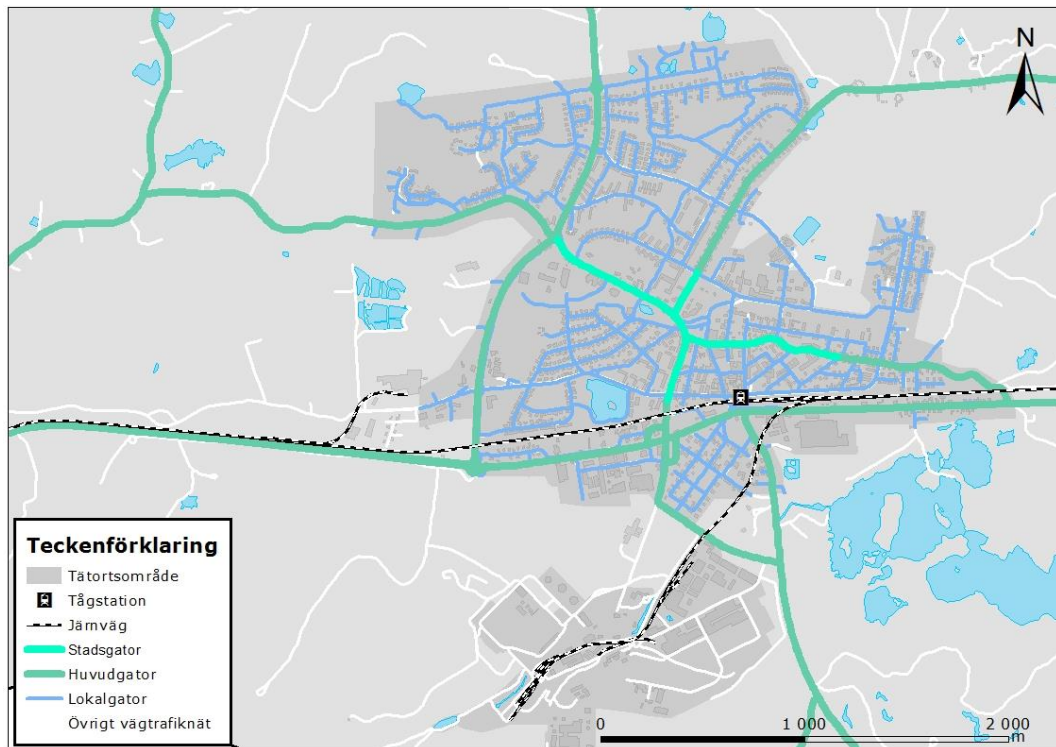 N
Teckenförklaring
Tätortsområde
Tågstation
Järnväg
Stadsgator
Huvudgator
Lokalgator
Övrigt vägtrafiknät
0 1 000 2 000
m